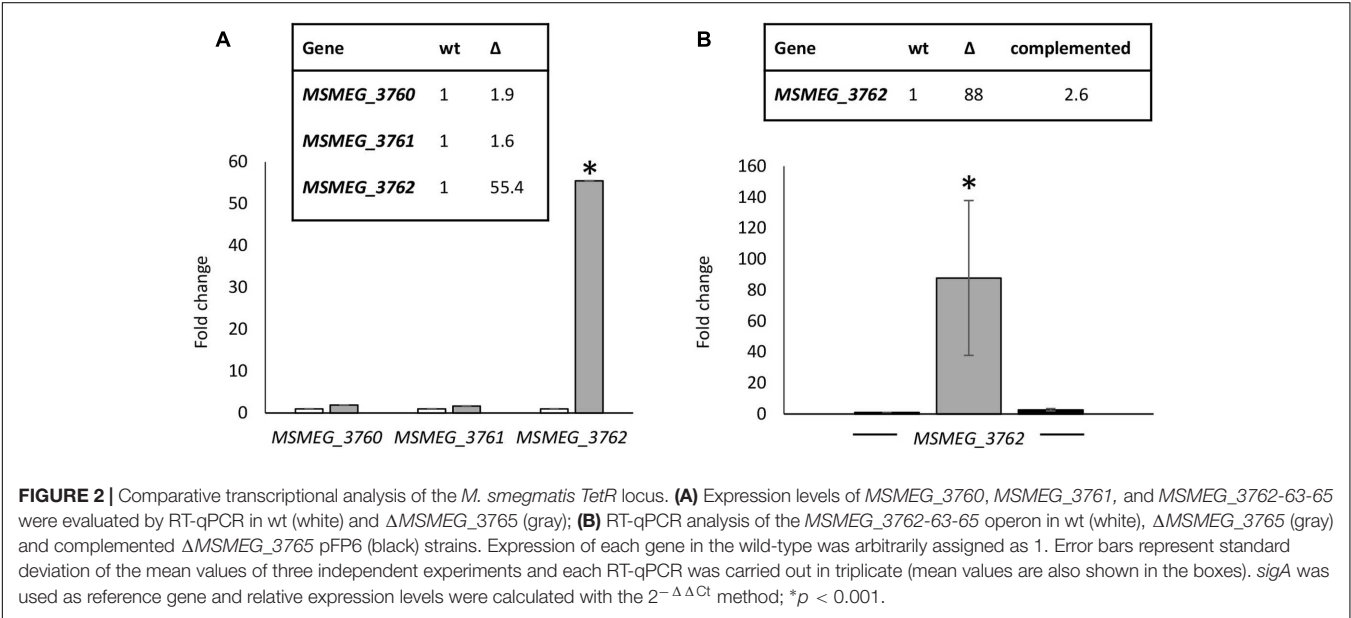 A
Gene wt Δ
MSMEG_3760 1 1.9
MSMEG_3761 1 1.6
MSMEG_3762 1 55.4
*
60
50
40
30
20
10
0
Fold change
MSMEG_3760 MSMEG_3761 MSMEG_3762
B
Gene wt Δ complemented
MSMEG_3762 1 88 2.6
*
160
140
120
100
80
60
40
20
0
Fold change
MSMEG_3762
FIGURE 2 | Comparative transcriptional analysis of the M. smegmatis TetR locus. (A) Expression levels of MSMEG_3760, MSMEG_3761, and MSMEG_3762-63-65
were evaluated by RT-qPCR in wt (white) and ΔMSMEG_3765 (gray); (B) RT-qPCR analysis of the MSMEG_3762-63-65 operon in wt (white), ΔMSMEG_3765 (gray)
and complemented ΔMSMEG_3765 pFP6 (black) strains. Expression of each gene in the wild-type was arbitrarily assigned as 1. Error bars represent standard
deviation of the mean values of three independent experiments and each RT-qPCR was carried out in triplicate (mean values are also shown in the boxes). sigA was
used as reference gene and relative expression levels were calculated with the 2−ΔΔCt method; *p < 0.001.